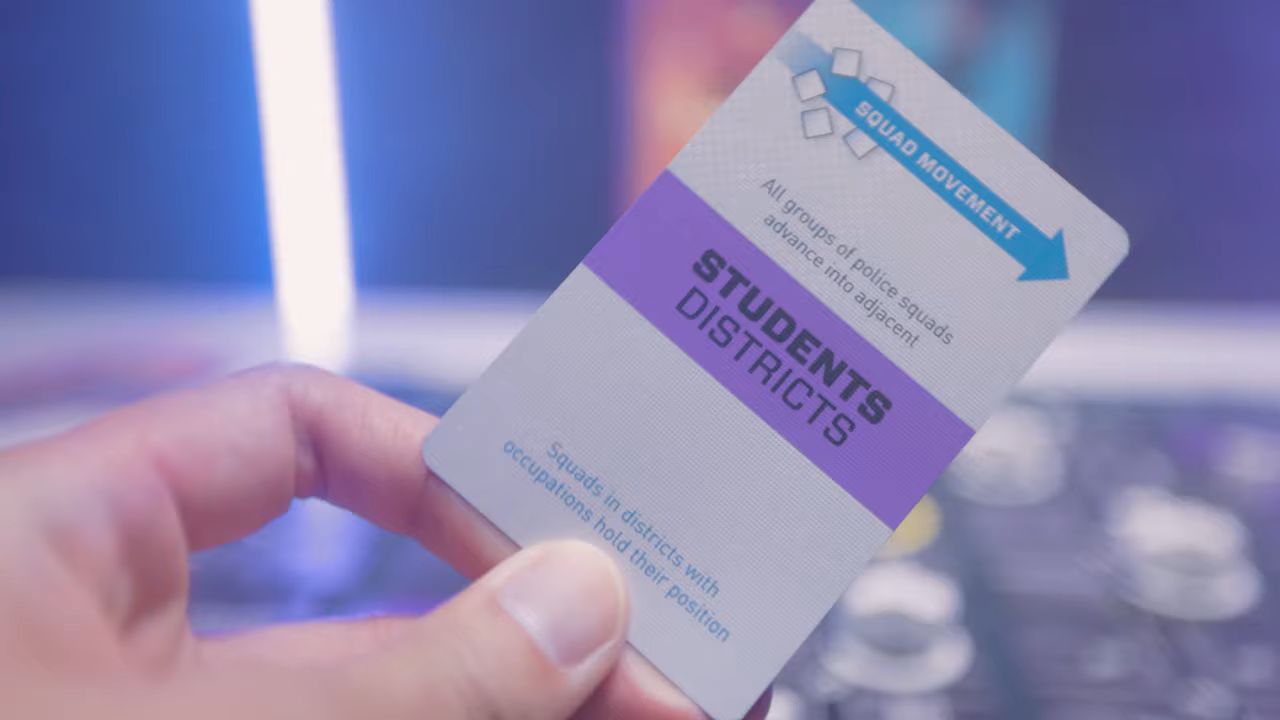 SQUAD MOVEMENT
All groups of police squads
advance into adjacent
STUDENTS
DISTRICTS
Squads in districts with
occupations hold their position